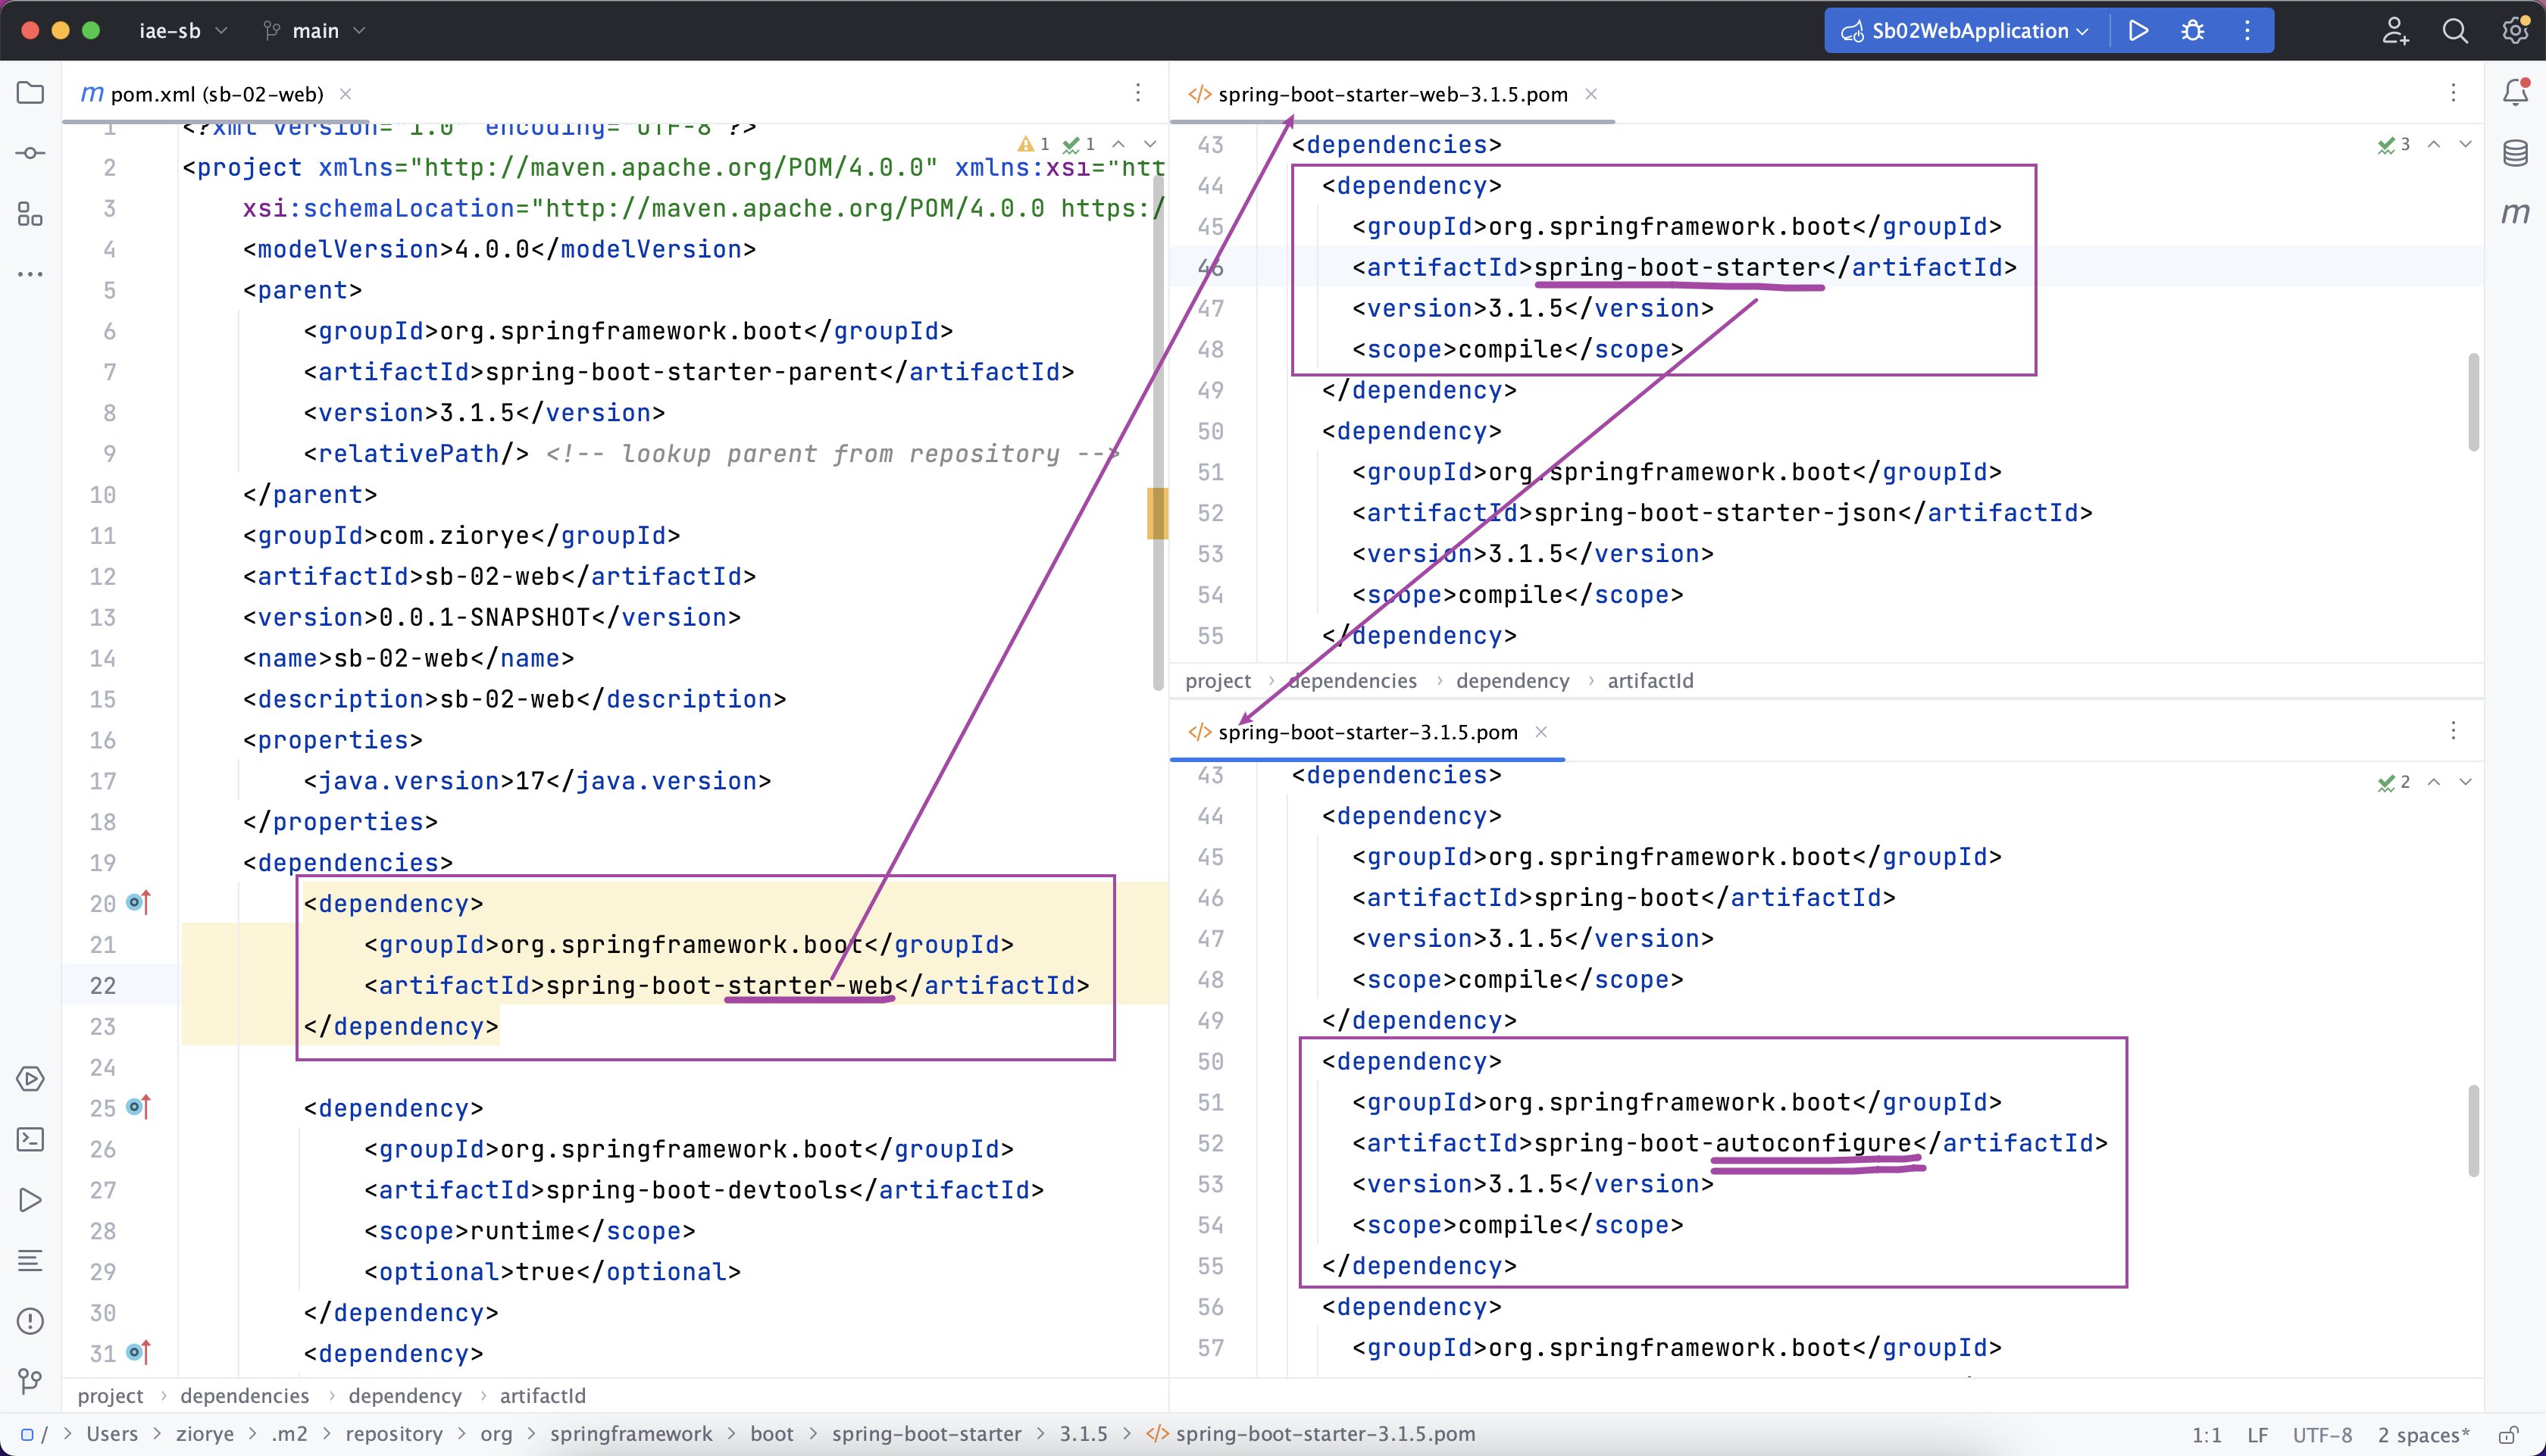 iae-sb main Sb02WebApplication
pom.xml (sb-02-web)
1 <?xml version="1.0" encoding="UTF-8"?>
1 1
2 <project xmlns="http://maven.apache.org/POM/4.0.0" xmlns:xsi="htt
3 xsi:schemaLocation="http://maven.apache.org/POM/4.0.0 https:/
4 <modelVersion>4.0.0</modelVersion>
5 <parent>
6 <groupId>org.springframework.boot</groupId>
7 <artifactId>spring-boot-starter-parent</artifactId>
8 <version>3.1.5</version>
9 <relativePath/> <!-- lookup parent from repository -->
10 </parent>
11 <groupId>com.ziorye</groupId>
12 <artifactId>sb-02-web</artifactId>
13 <version>0.0.1-SNAPSHOT</version>
14 <name>sb-02-web</name>
15 <description>sb-02-web</description>
16 <properties>
17 <java.version>17</java.version>
18 </properties>
19 <dependencies>
20 <dependency>
21 <groupId>org.springframework.boot</groupId>
22 <artifactId>spring-boot-starter-web</artifactId>
23 </dependency>
24
25 <dependency>
26 <groupId>org.springframework.boot</groupId>
27 <artifactId>spring-boot-devtools</artifactId>
28 <scope>runtime</scope>
29 <optional>true</optional>
30 </dependency>
31 <dependency>
project > dependencies > dependency > artifactId
spring-boot-starter-web-3.1.5.pom
43 <dependencies>
3
44 <dependency>
45 <groupId>org.springframework.boot</groupId>
46 <artifactId>spring-boot-starter</artifactId>
47 <version>3.1.5</version>
48 <scope>compile</scope>
49 </dependency>
50 <dependency>
51 <groupId>org.springframework.boot</groupId>
52 <artifactId>spring-boot-starter-json</artifactId>
53 <version>3.1.5</version>
54 <scope>compile</scope>
55 </dependency>
project > dependencies > dependency > artifactId
spring-boot-starter-3.1.5.pom
43 <dependencies>
2
44 <dependency>
45 <groupId>org.springframework.boot</groupId>
46 <artifactId>spring-boot</artifactId>
47 <version>3.1.5</version>
48 <scope>compile</scope>
49 </dependency>
50 <dependency>
51 <groupId>org.springframework.boot</groupId>
52 <artifactId>spring-boot-autoconfigure</artifactId>
53 <version>3.1.5</version>
54 <scope>compile</scope>
55 </dependency>
56 <dependency>
57 <groupId>org.springframework.boot</groupId>
/ > Users > ziorye > .m2 > repository > org > springframework > boot > spring-boot-starter > 3.1.5 > spring-boot-starter-3.1.5.pom
1:1 LF UTF-8 2 spaces*